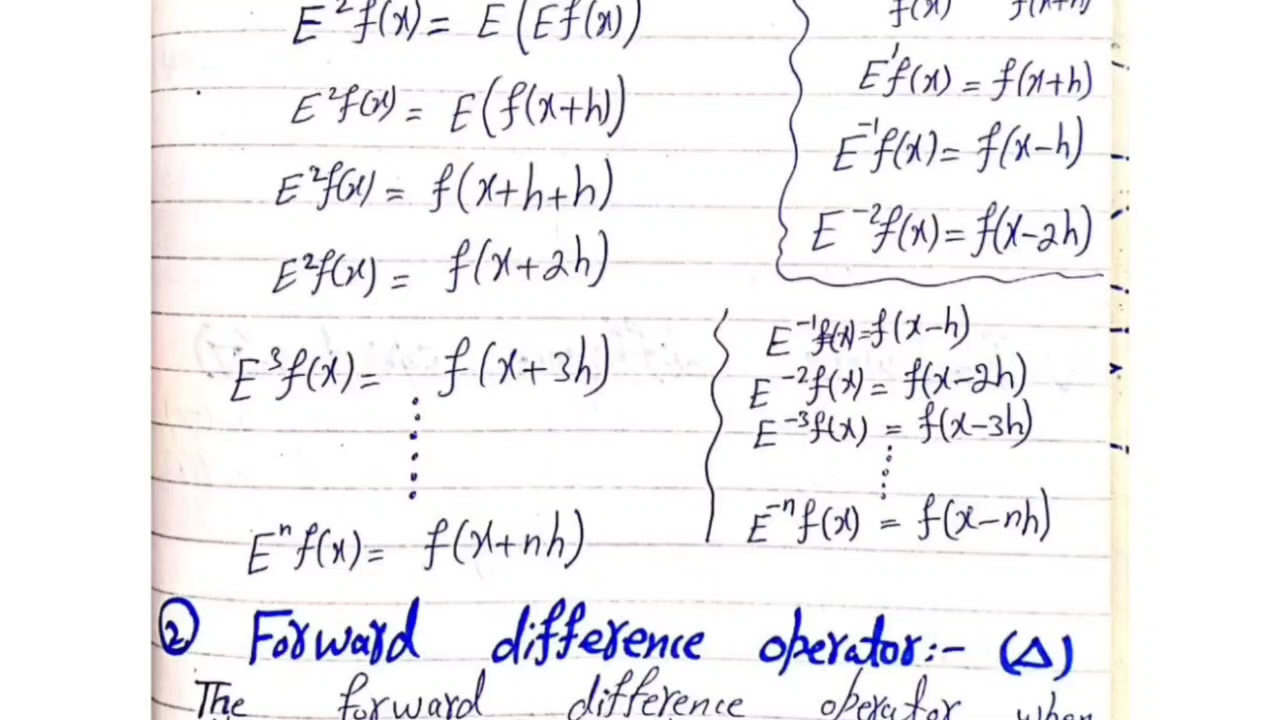 E²f(x) = E(Ef(x))
E²f(x) = E(f(x+h))
E²f(x) = f(x+h+h)
E²f(x) = f(x+2h)
E³f(x) = f(x+3h)
Eⁿf(x) = f(x+nh)
f(x) f(x+h)
E¹f(x) = f(x+h)
E⁻¹f(x) = f(x-h)
E⁻²f(x) = f(x-2h)
E⁻¹f(x) = f(x-h)
E⁻²f(x) = f(x-2h)
E⁻³f(x) = f(x-3h)
E⁻ⁿf(x) = f(x-nh)
② Forward difference operator:- (Δ)
The forward difference operator when